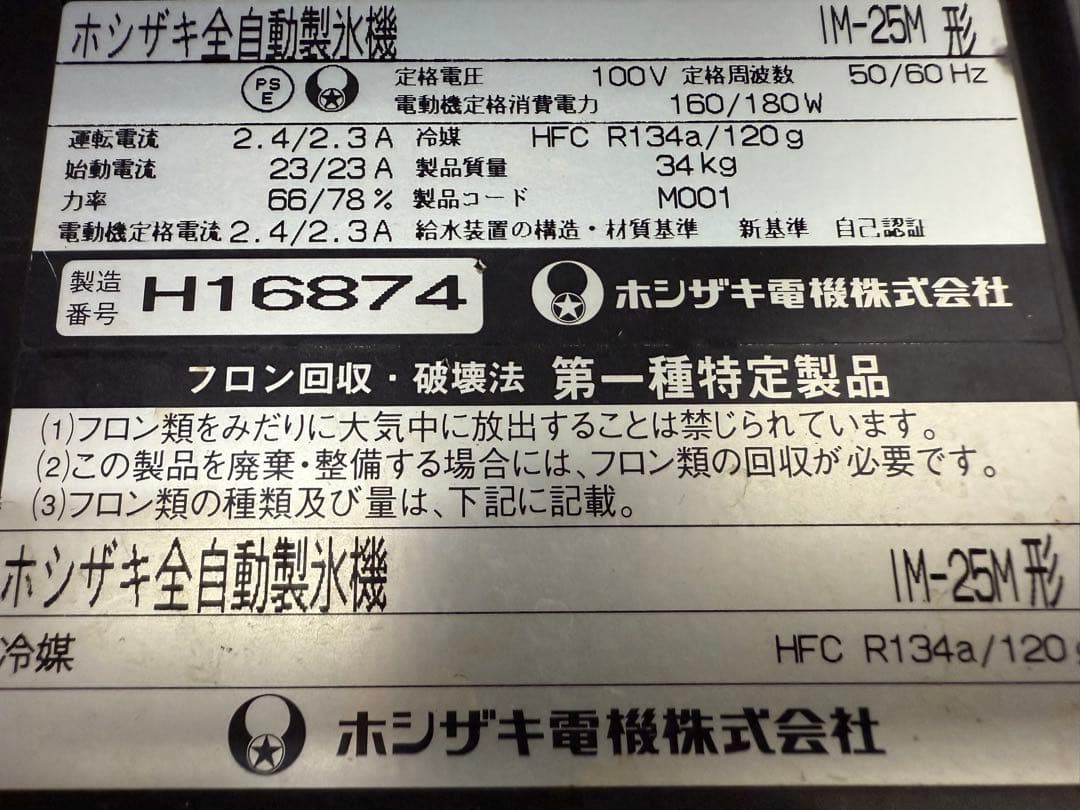 ホシザキ全自動製氷機 IM-25M 形
PS E 定格電圧 100V 定格周波数 50/60Hz
電動機定格消費電力 160/180W
運転電流 2.4/2.3A 冷媒 HFC R134a/120g
始動電流 23/23A 製品質量 34kg
力率 66/78% 製品コード M001
電動機定格電流 2.4/2.3A 給水装置の構造・材質基準 新基準 自己認証
製造番号 H16874 ホシザキ電機株式会社
フロン回収・破壊法 第一種特定製品
(1)フロン類をみだりに大気中に放出することは禁じられています。
(2)この製品を廃棄・整備する場合には、フロン類の回収が必要です。
(3)フロン類の種類及び量は、下記に記載。
ホシザキ全自動製氷機 IM-25M 形
冷媒 HFC R134a/120g
ホシザキ電機株式会社